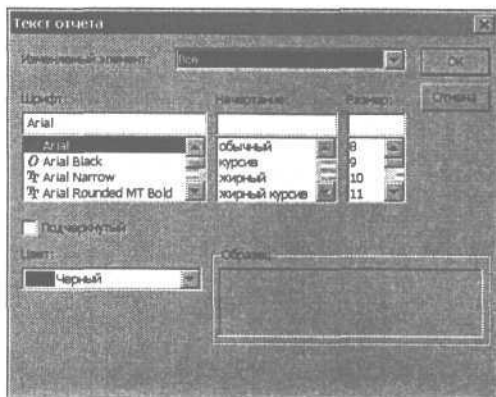 Текст отчета
Изменяемый элемент: Все
ОК
Отмена
Шрифт: Начертание: Размер:
Arial
Arial обычный 8
Arial Black курсив 9
Arial Narrow жирный 10
Arial Rounded MT Bold жирный курсив 11
Подчеркнутый
Цвет: Образец
Черный